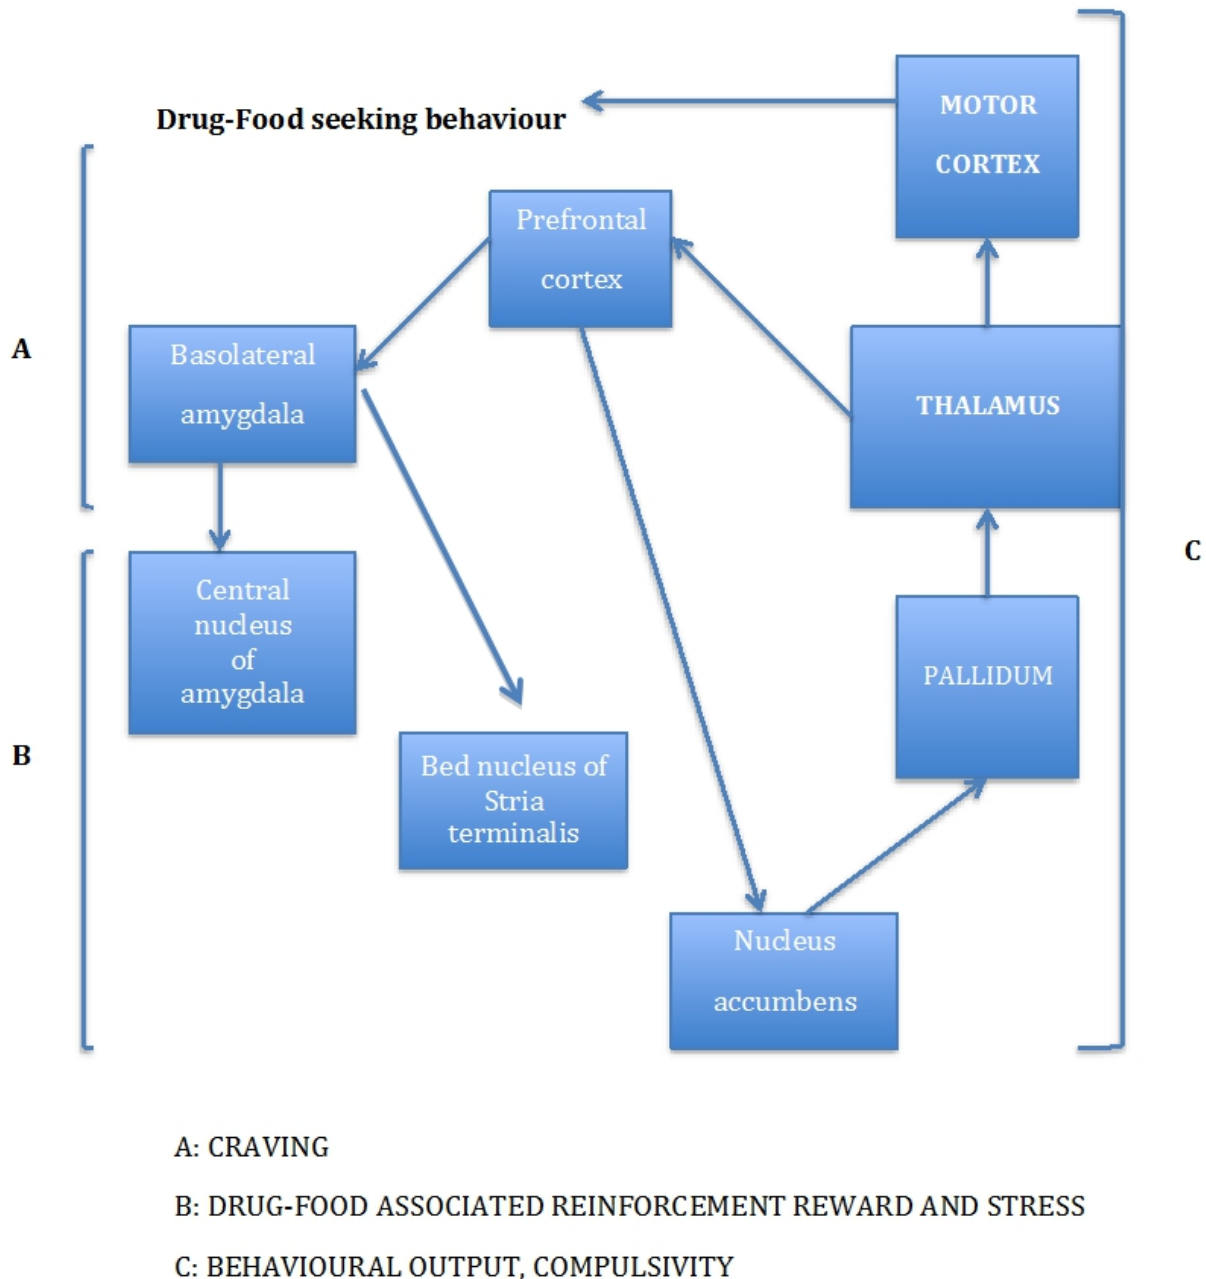 Drug-Food seeking behaviour
MOTOR
CORTEX
Prefrontal
cortex
A
Basolateral
amygdala
THALAMUS
C
Central
nucleus
of
amygdala
PALLIDUM
B
Bed nucleus of
Stria
terminalis
Nucleus
accumbens
A: CRAVING
B: DRUG-FOOD ASSOCIATED REINFORCEMENT REWARD AND STRESS
C: BEHAVIOURAL OUTPUT, COMPULSIVITY